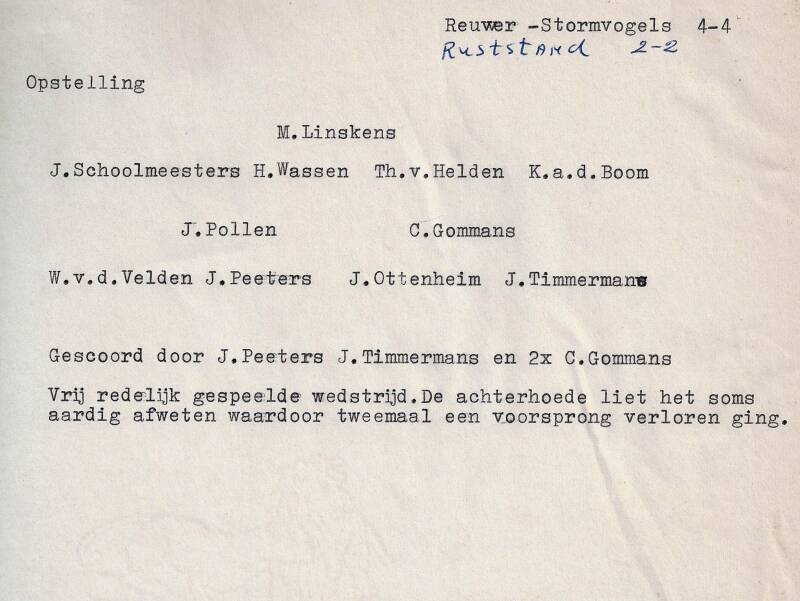 Reuwer -Stormvogels 4-4
Ruststand 2-2
Opstelling
M.Linskens
J.Schoolmeesters H.Wassen Th.v.Helden K.a.d.Boom
J.Pollen C.Gommans
W.v.d.Velden J.Peeters J.Ottenheim J.Timmermans
Gescoord door J.Peeters J.Timmermans en 2x C.Gommans
Vrij redelijk gespeelde wedstrijd.De achterhoede liet het soms
aardig afweten waardoor tweemaal een voorsprong verloren ging.